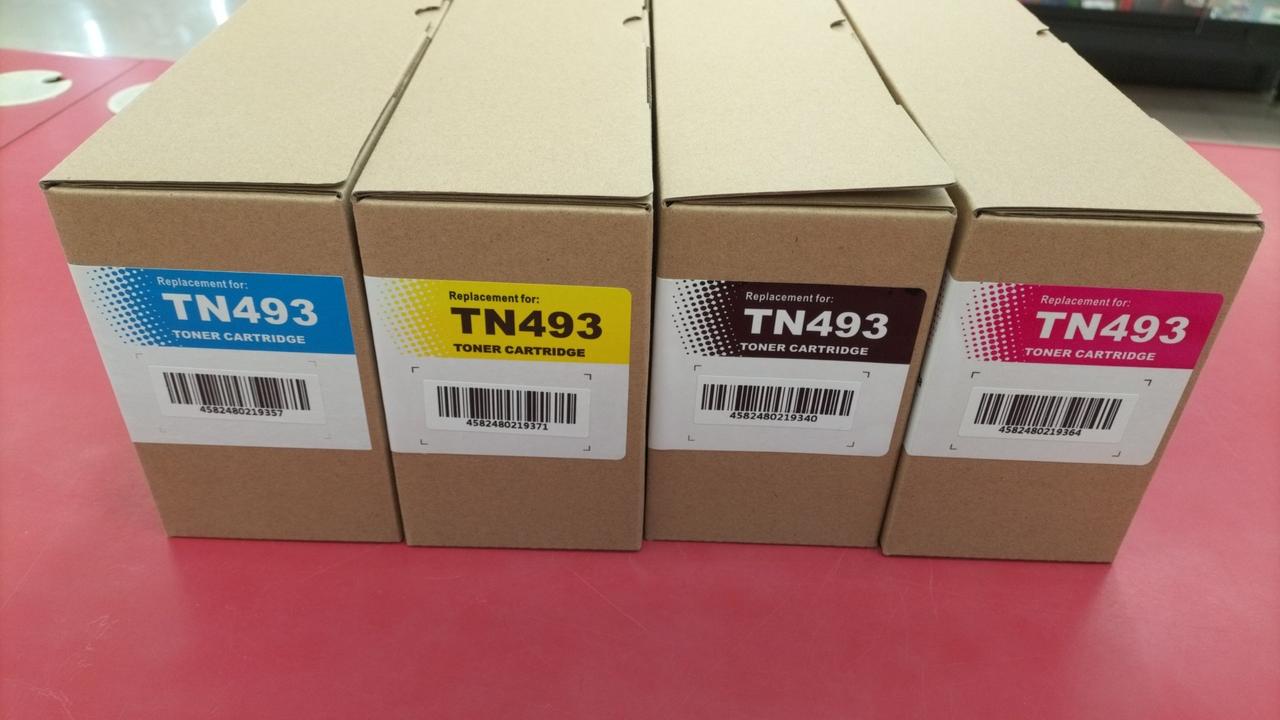 Replacement for:
TN493
TONER CARTRIDGE
4582480219357
Replacement for:
TN493
TONER CARTRIDGE
4582480219371
Replacement for:
TN493
TONER CARTRIDGE
4582480219340
Replacement for:
TN493
TONER CARTRIDGE
4582480219364